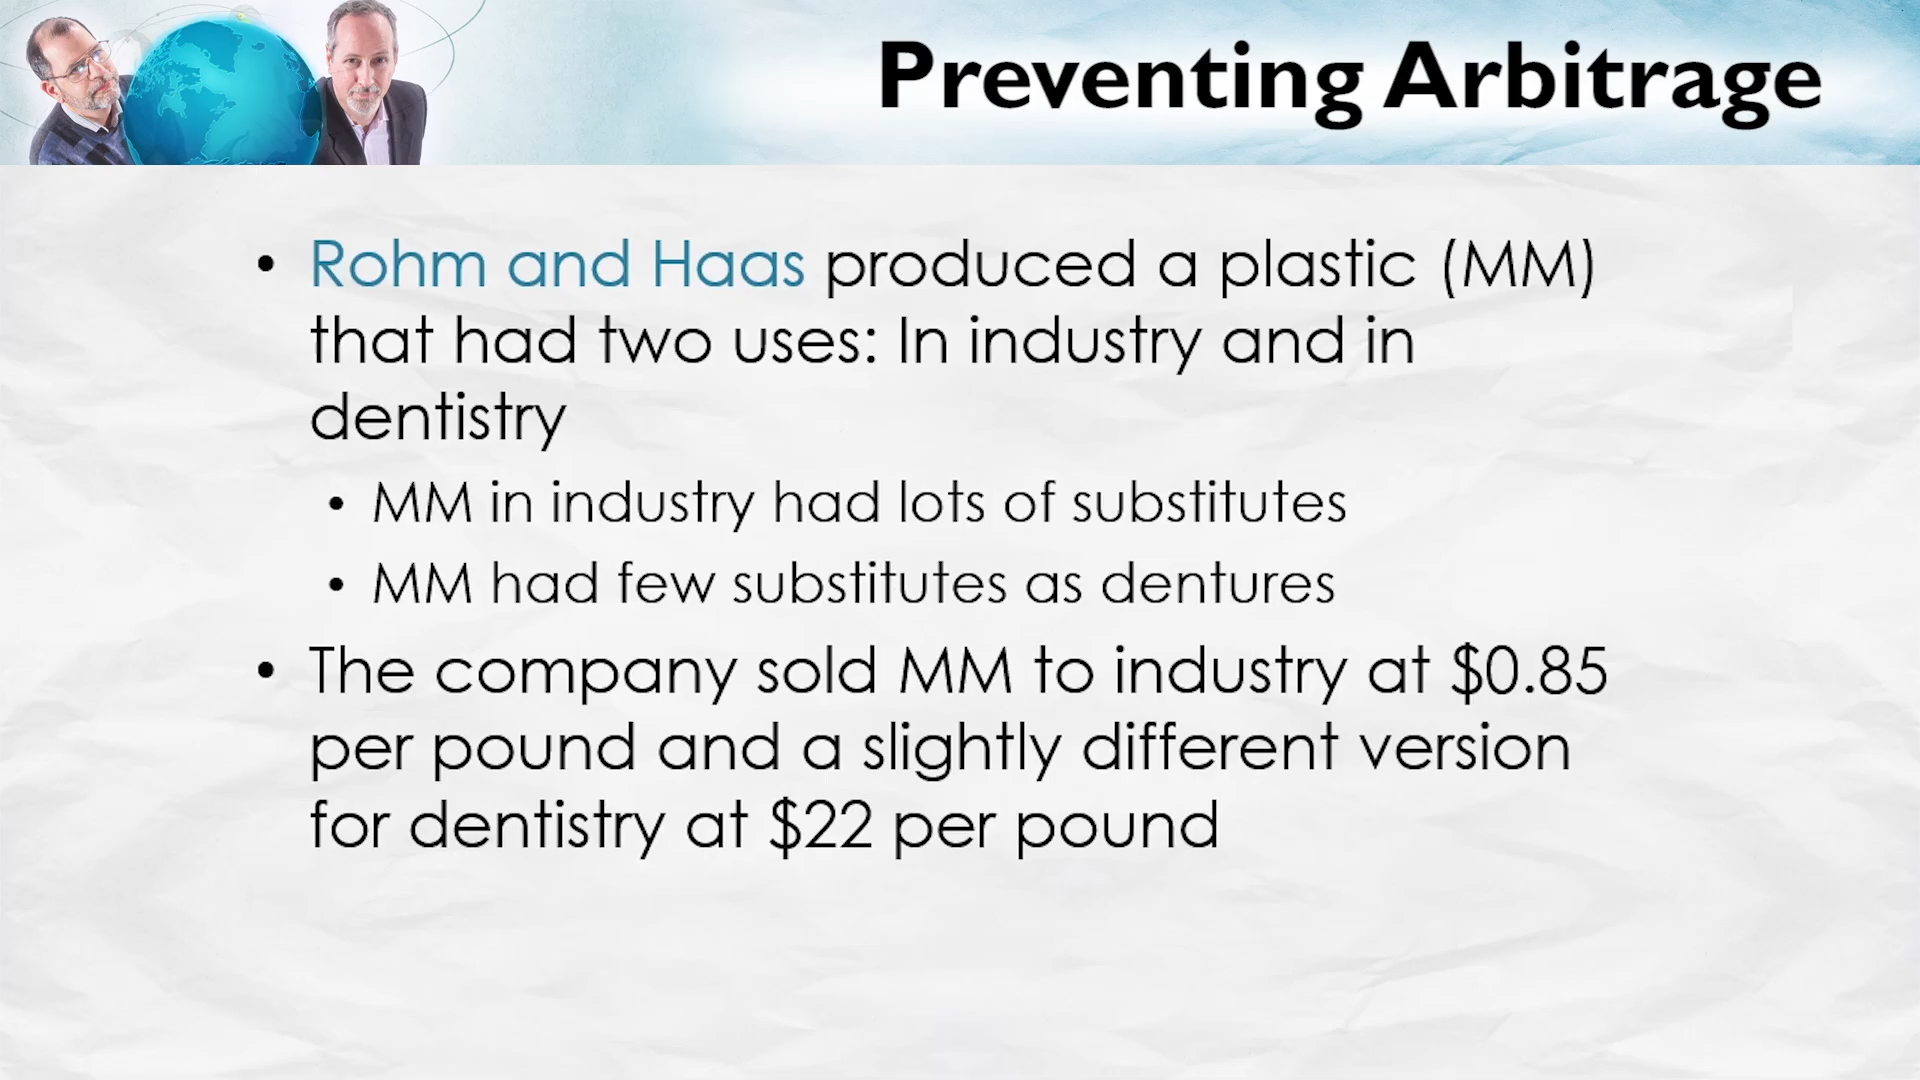 Preventing Arbitrage
• Rohm and Haas produced a plastic (MM)
that had two uses: In industry and in
dentistry
• MM in industry had lots of substitutes
• MM had few substitutes as dentures
• The company sold MM to industry at $0.85
per pound and a slightly different version
for dentistry at $22 per pound